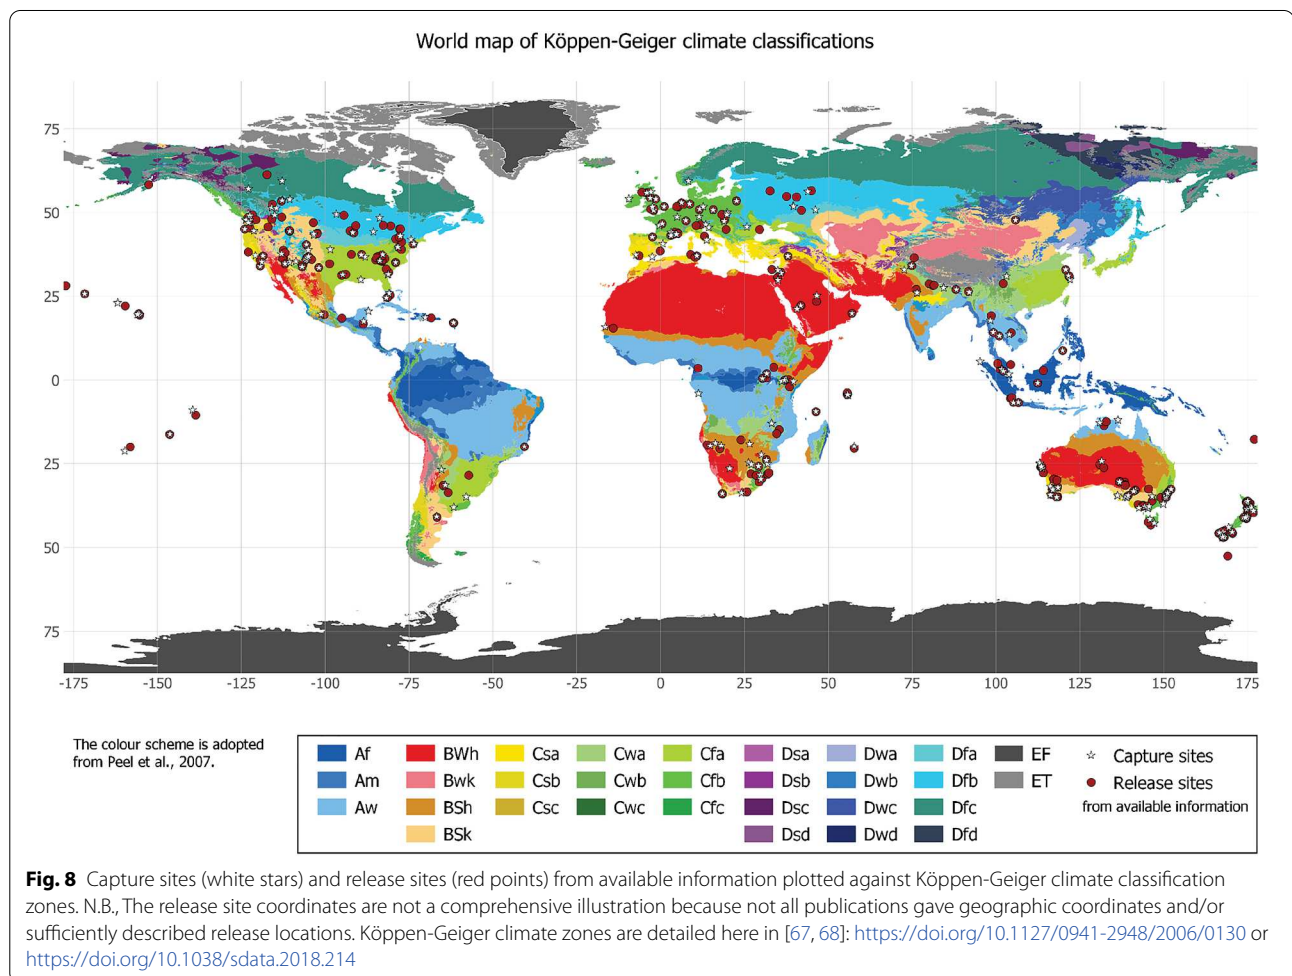 World map of Köppen-Geiger climate classifications
75
50
25
0
25
50
75
-175 -150 -125 -100 -75 -50 -25 0 25 50 75 100 125 150 175
The colour scheme is adopted
from Peel et al., 2007.
Af BWh Csa Cwa Cfa Dsa Dwa Dfa EF Capture sites
Am Bwk Csb Cwb Cfb Dsb Dwb Dfb ET Release sites
Aw BSh Csc Cwc Cfc Dsc Dwc Dfc from available information
BSk Dsd Dwd Dfd
Fig. 8 Capture sites (white stars) and release sites (red points) from available information plotted against Köppen-Geiger climate classification
zones. N.B., The release site coordinates are not a comprehensive illustration because not all publications gave geographic coordinates and/or
sufficiently described release locations. Köppen-Geiger climate zones are detailed here in [67, 68]: https://doi.org/10.1127/0941-2948/2006/0130 or
https://doi.org/10.1038/sdata.2018.214